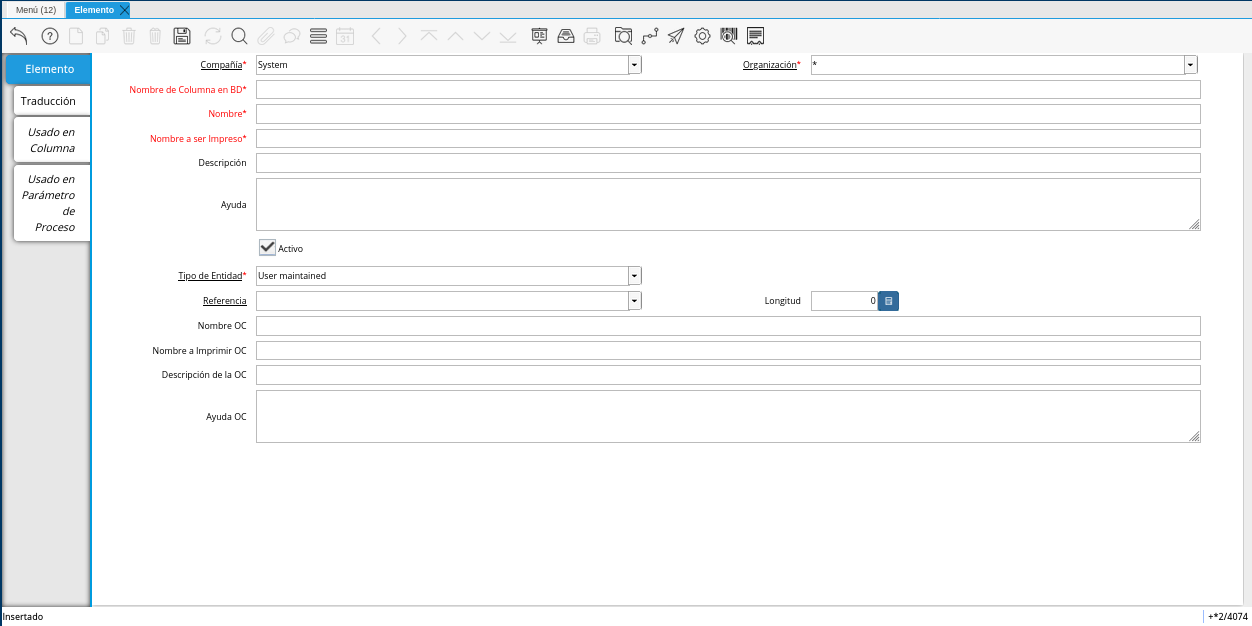 Menú (12) Elemento
31
Elemento
Traducción
Usado en
Columna
Usado en
Parámetro
de
Proceso
Compañía* System Organización* *
Nombre de Columna en BD*
Nombre*
Nombre a ser Impreso*
Descripción
Ayuda
Activo
Tipo de Entidad* User maintained
Referencia Longitud 0
Nombre OC
Nombre a Imprimir OC
Descripción de la OC
Ayuda OC
Insertado +*2/4074